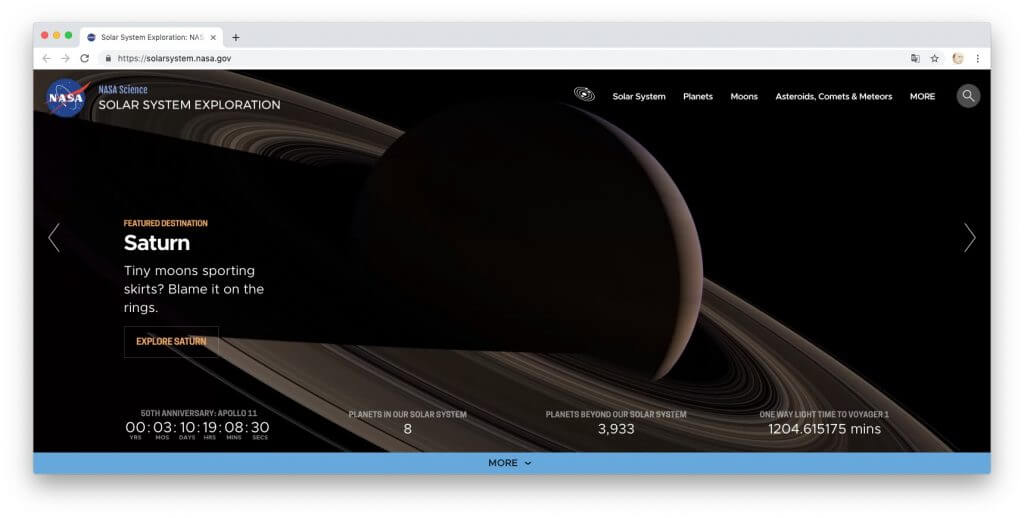 Solar System Exploration: NAS
https://solarsystem.nasa.gov
NASA
NASA Science
SOLAR SYSTEM EXPLORATION
Solar System
Planets
Moons
Asteroids, Comets & Meteors
MORE
FEATURED DESTINATION
Saturn
Tiny moons sporting
skirts? Blame it on the
rings.
EXPLORE SATURN
50TH ANNIVERSARY: APOLLO 11
00:03:10:19:08:30
YRS MOS DAYS HRS MINS SECS
PLANETS IN OUR SOLAR SYSTEM
8
PLANETS BEYOND OUR SOLAR SYSTEM
3,933
ONE WAY LIGHT TIME TO VOYAGER 1
1204.615175 mins
MORE